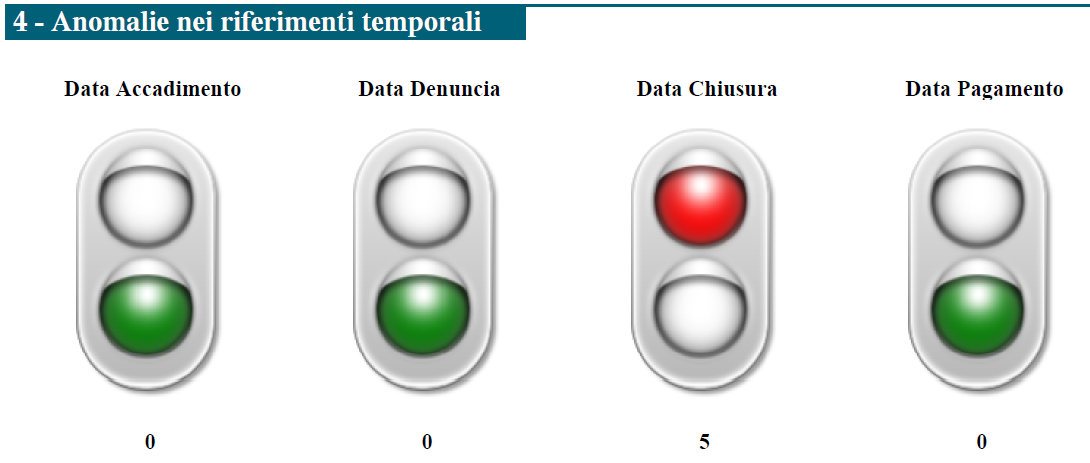 4 - Anomalie nei riferimenti temporali
Data Accadimento Data Denuncia Data Chiusura Data Pagamento
0 0 5 0